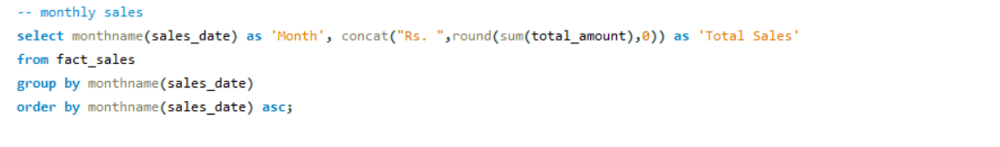 -- monthly sales
select monthname(sales_date) as 'Month', concat("Rs. ",round(sum(total_amount),0)) as 'Total Sales'
from fact_sales
group by monthname(sales_date)
order by monthname(sales_date) asc;